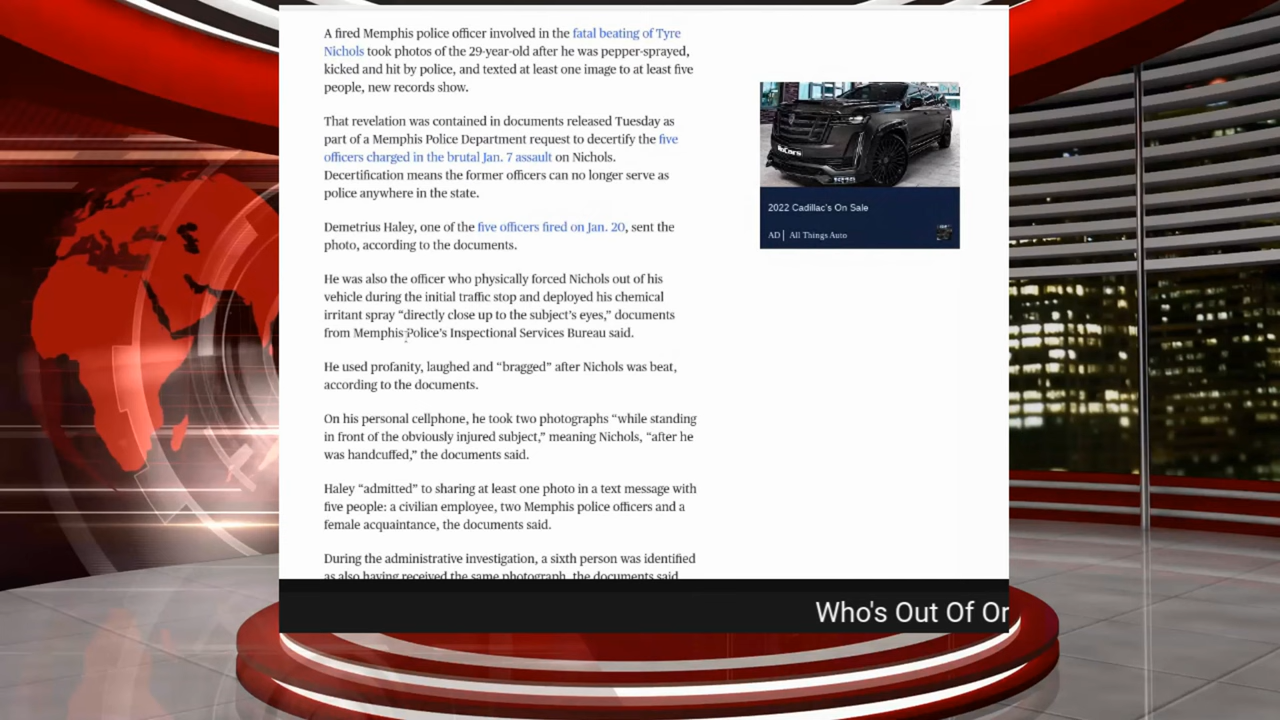 A fired Memphis police officer involved in the fatal beating of Tyre
Nichols took photos of the 29-year-old after he was pepper-sprayed,
kicked and hit by police, and texted at least one image to at least five
people, new records show.
That revelation was contained in documents released Tuesday as
part of a Memphis Police Department request to decertify the five
officers charged in the brutal Jan. 7 assault on Nichols.
Decertification means the former officers can no longer serve as
police anywhere in the state.
Demetrius Haley, one of the five officers fired on Jan. 20, sent the
photo, according to the documents.
He was also the officer who physically forced Nichols out of his
vehicle during the initial traffic stop and deployed his chemical
irritant spray “directly close up to the subject’s eyes,” documents
from Memphis Police’s Inspectional Services Bureau said.
He used profanity, laughed and “bragged” after Nichols was beat,
according to the documents.
On his personal cellphone, he took two photographs “while standing
in front of the obviously injured subject,” meaning Nichols, “after he
was handcuffed,” the documents said.
Haley “admitted” to sharing at least one photo in a text message with
five people: a civilian employee, two Memphis police officers and a
female acquaintance, the documents said.
During the administrative investigation, a sixth person was identified
as also having received the same photograph, the documents said
2022 Cadillac's On Sale
AD | All Things Auto
Who's Out Of Or